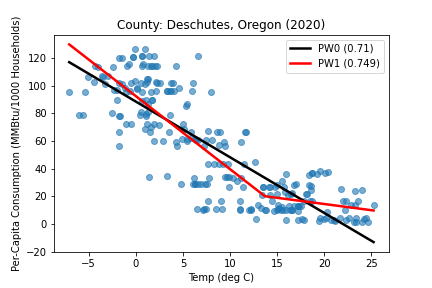 County: Deschutes, Oregon (2020)
Per-Capita Consumption (MMBtu/1000 Households)
120
100
80
60
40
20
0
−20
PW0 (0.71)
PW1 (0.749)
−5 0 5 10 15 20 25
Temp (deg C)